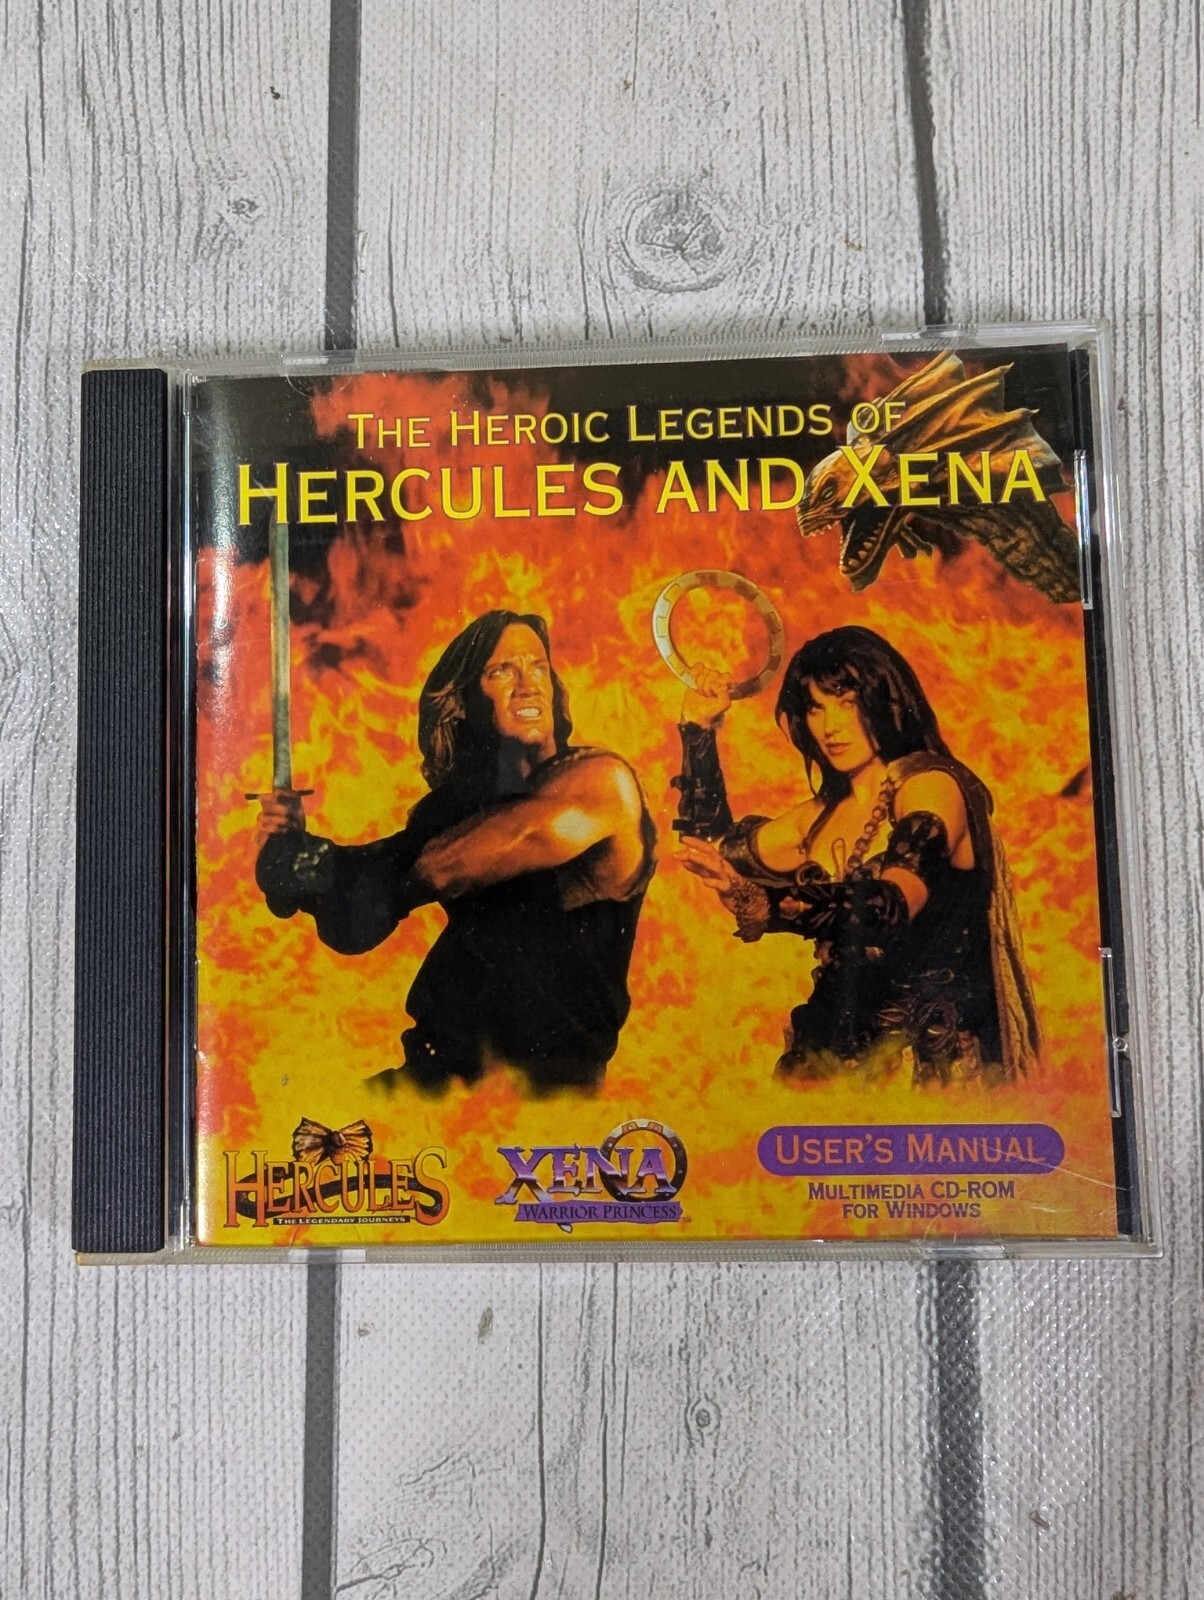 THE HEROIC LEGENDS OF
HERCULES AND XENA
HERCULES
THE LEGENDARY JOURNEYS
XENA
WARRIOR PRINCESS
USER'S MANUAL
MULTIMEDIA CD-ROM
FOR WINDOWS